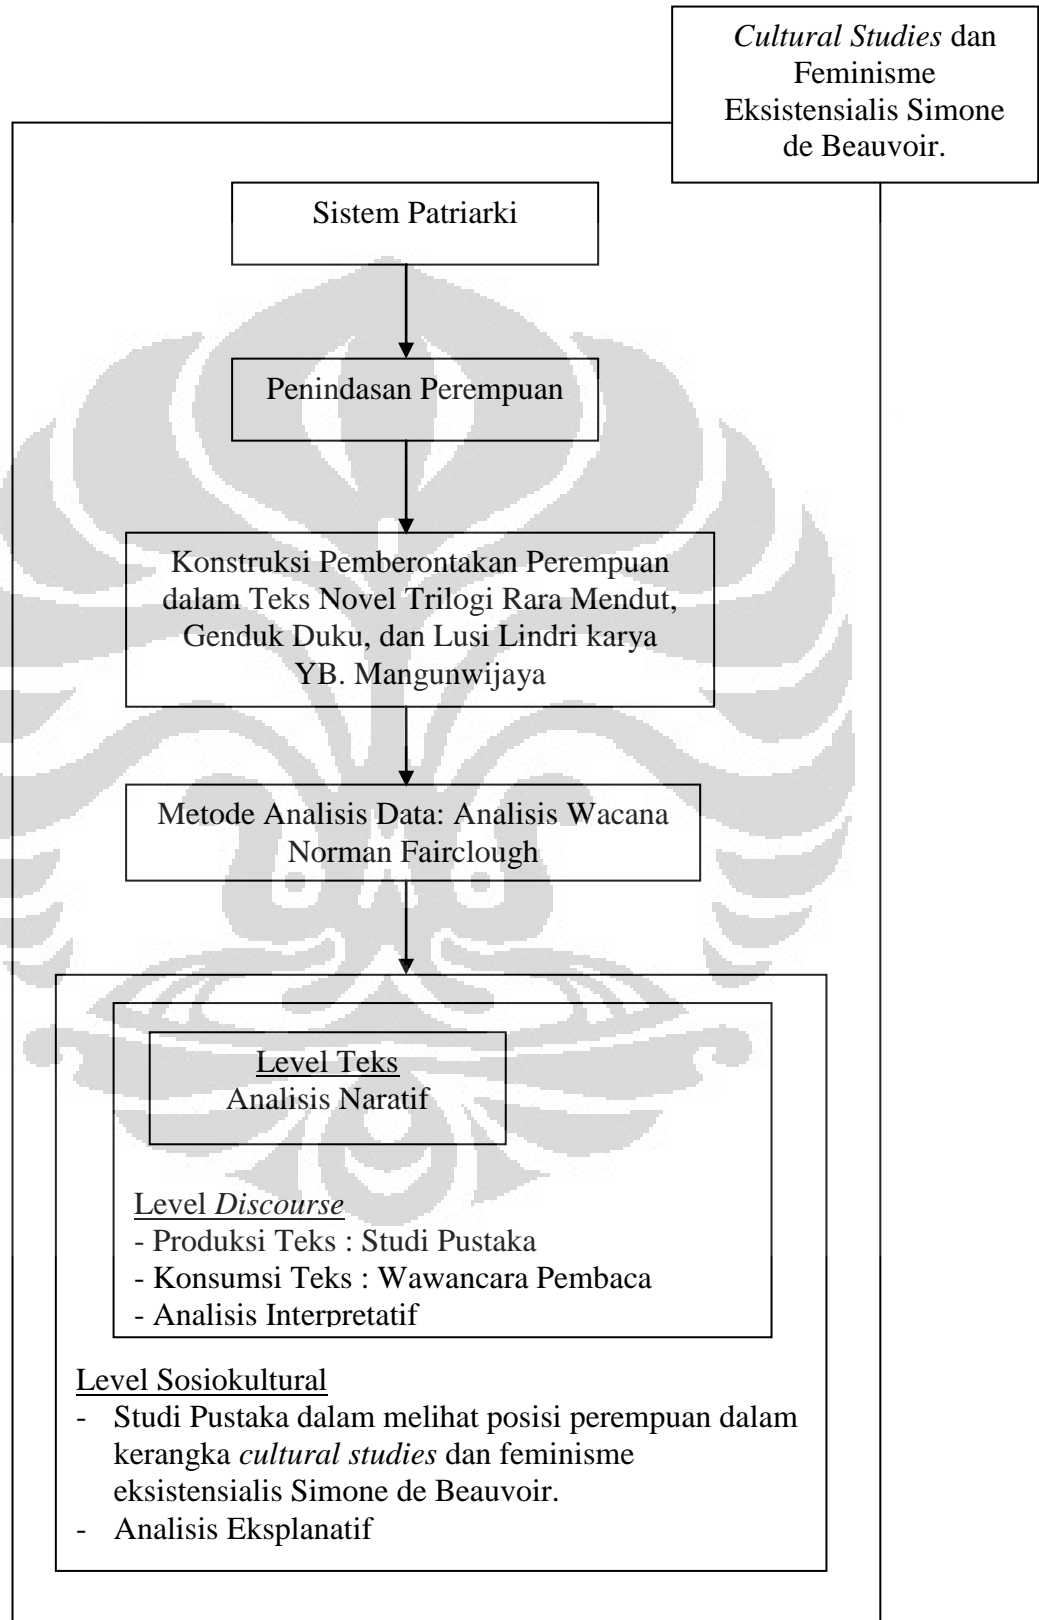 Cultural Studies dan
Feminisme
Eksistensialis Simone
de Beauvoir.
Sistem Patriarki
Penindasan Perempuan
Konstruksi Pemberontakan Perempuan
dalam Teks Novel Trilogi Rara Mendut,
Genduk Duku, dan Lusi Lindri karya
YB. Mangunwijaya
Metode Analisis Data: Analisis Wacana
Norman Fairclough
Level Teks
Analisis Naratif
Level Discourse
- Produksi Teks : Studi Pustaka
- Konsumsi Teks : Wawancara Pembaca
- Analisis Interpretatif
Level Sosiokultural
- Studi Pustaka dalam melihat posisi perempuan dalam
kerangka cultural studies dan feminisme
eksistensialis Simone de Beauvoir.
- Analisis Eksplanatif